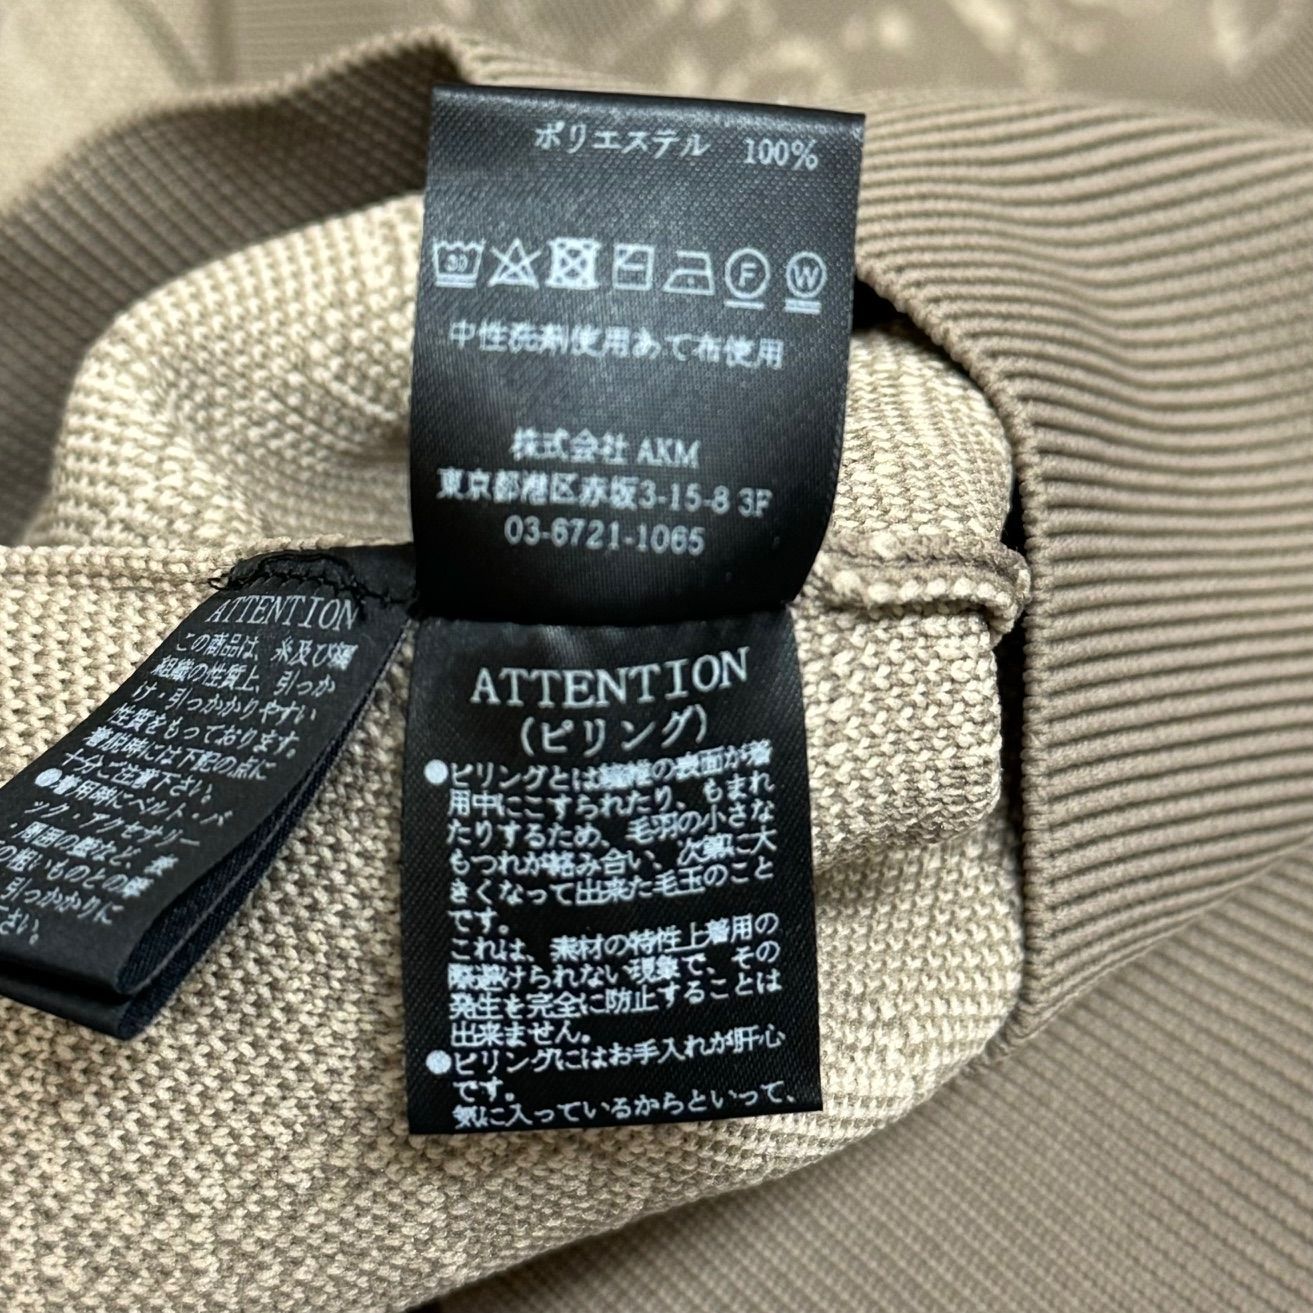 ポリエステル 100%
30
F
W
中性洗剤使用あて布使用
株式会社 AKM
東京都港区赤坂3-15-8 3F
03-6721-1065
ATTENTION
この商品は、糸及び編
組織の性質上、引っか
け・引っかかりやすい
性質をもっております。
着脱時には下記の点に
十分ご注意下さい。
●着用時にベルト・バ
ッグ・アクセサリー
周囲の壁など、表
の粗いものとの
引っかかりに
さい。
ATTENTION
(ピリング)
●ピリングとは繊維の表面が着
用中にこすられたり、もまれ
たりするため、毛羽の小さな
もつれが絡み合い、次第に大
きくなって出来た毛玉のこと
です。
これは、素材の特性上着用の
際避けられない現象で、その
発生を完全に防止することは
出来ません。
●ピリングにはお手入れが肝心
です。
気に入っているからといって、